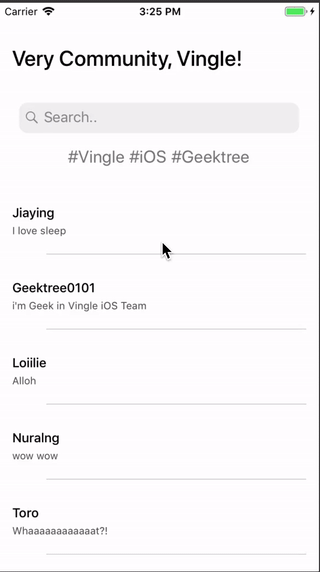 Carrier 3:25 PM
Very Community, Vingle!
Search..
#Vingle #iOS #Geektree
Jiaying
I love sleep
Geektree0101
i'm Geek in Vingle iOS Team
Loiilie
Alloh
Nuralng
wow wow
Toro
Whaaaaaaaaaaaat?!